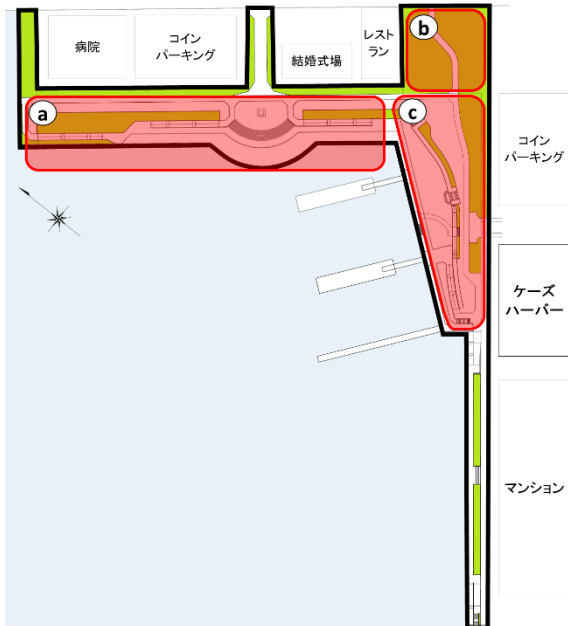 病院
コイン
パーキング
結婚式場
レスト
ラン
a
b
c
コイン
パーキング
ケーズ
ハーバー
マンション